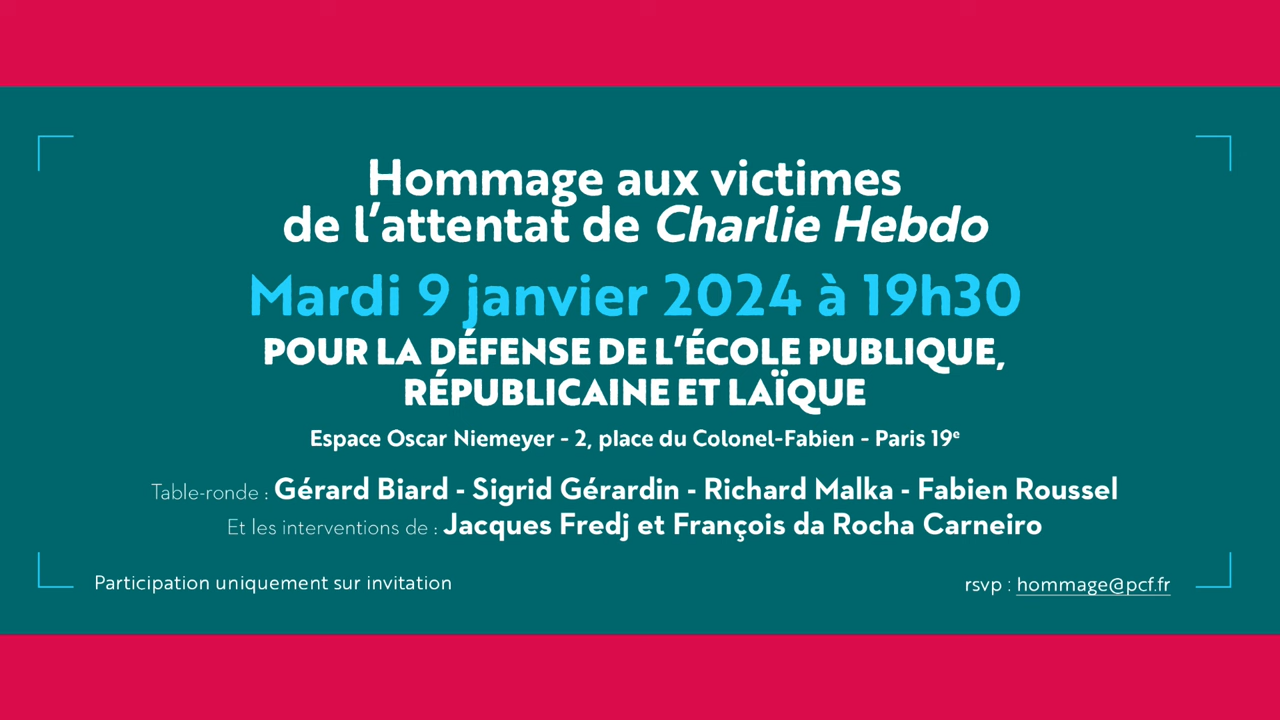 Hommage aux victimes
de l’attentat de Charlie Hebdo
Mardi 9 janvier 2024 à 19h30
POUR LA DÉFENSE DE L’ÉCOLE PUBLIQUE,
RÉPUBLICAINE ET LAÏQUE
Espace Oscar Niemeyer - 2, place du Colonel-Fabien - Paris 19e
Table-ronde : Gérard Biard - Sigrid Gérardin - Richard Malka - Fabien Roussel
Et les interventions de : Jacques Fredj et François da Rocha Carneiro
Participation uniquement sur invitation
rsvp : hommage@pcf.fr